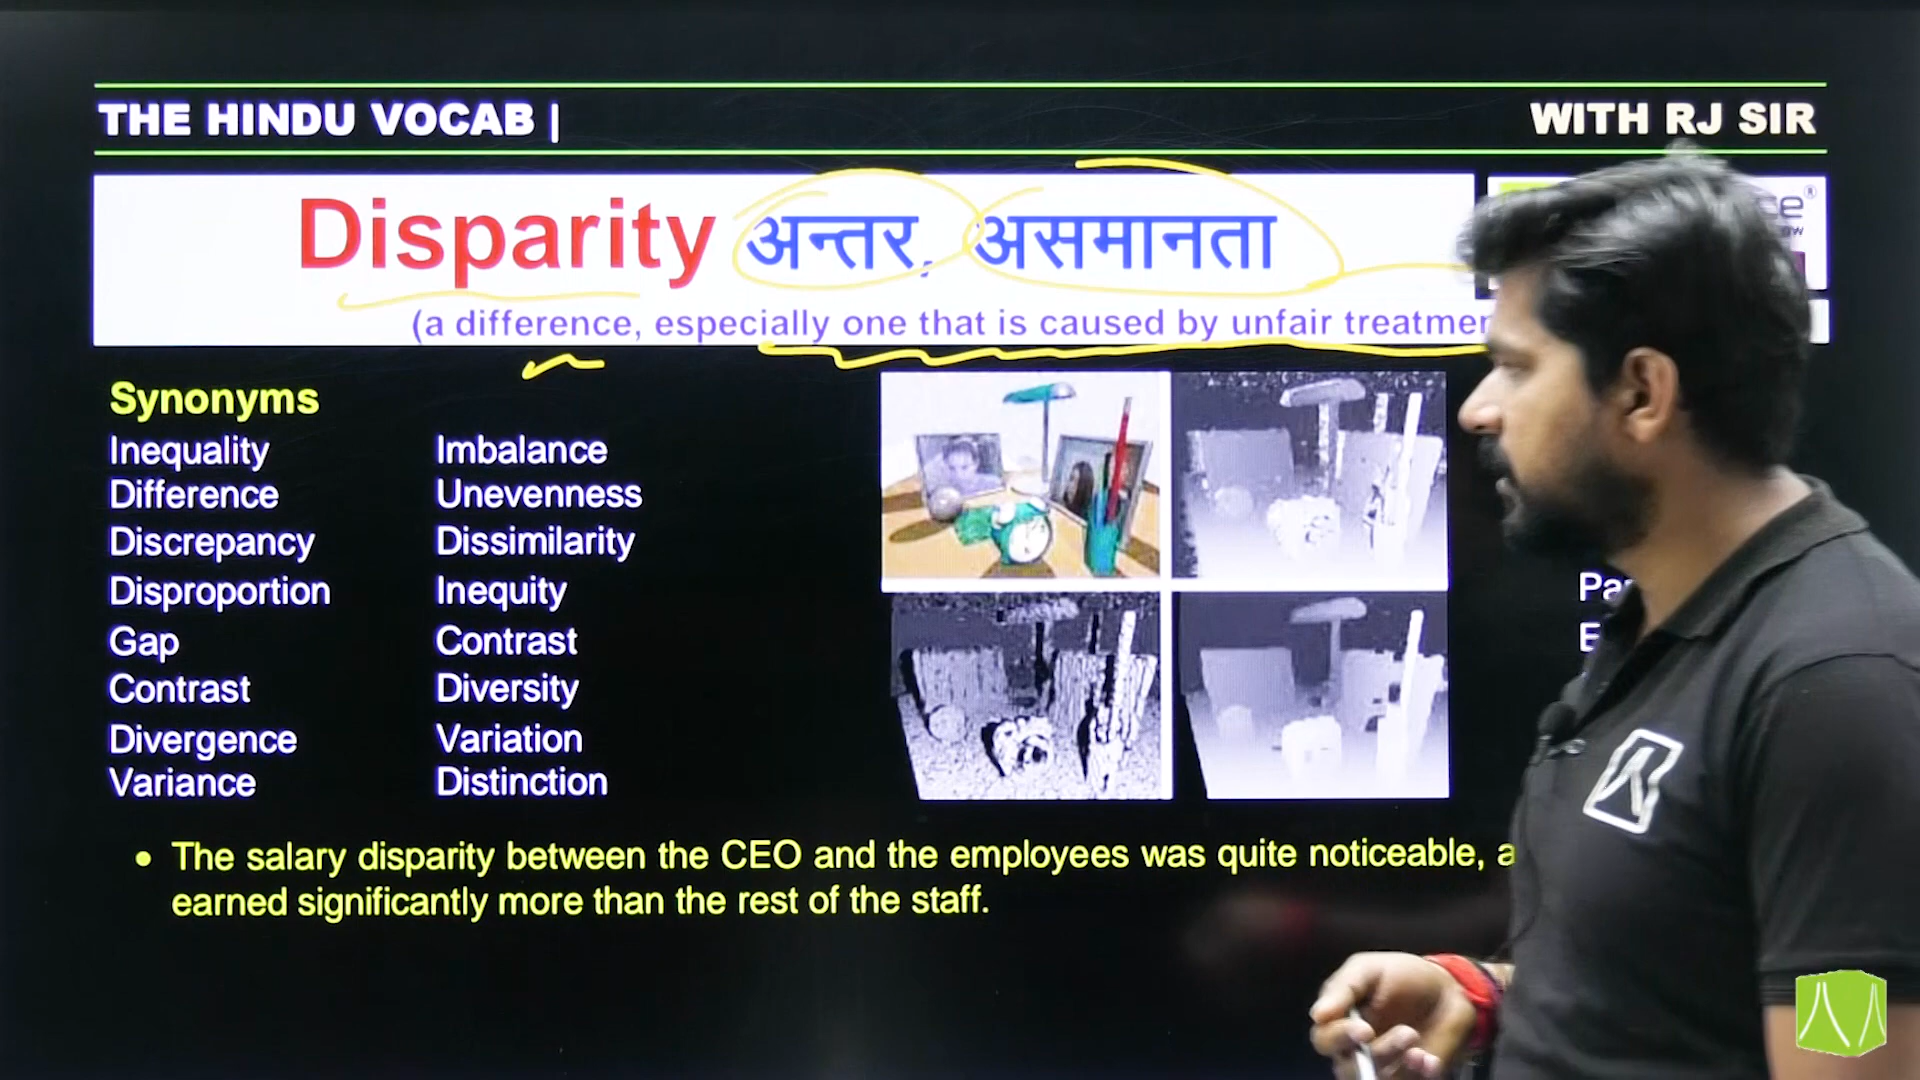 THE HINDU VOCAB |
WITH RJ SIR
Disparity अन्तर, असमानता
(a difference, especially one that is caused by unfair
Synonyms
Inequality Imbalance
Difference Unevenness
Discrepancy Dissimilarity
Disproportion Inequity
Gap Contrast
Contrast Diversity
Divergence Variation
Variance Distinction
• The salary disparity between the CEO and the employees was quite noticeable,
earned significantly more than the rest of the staff.